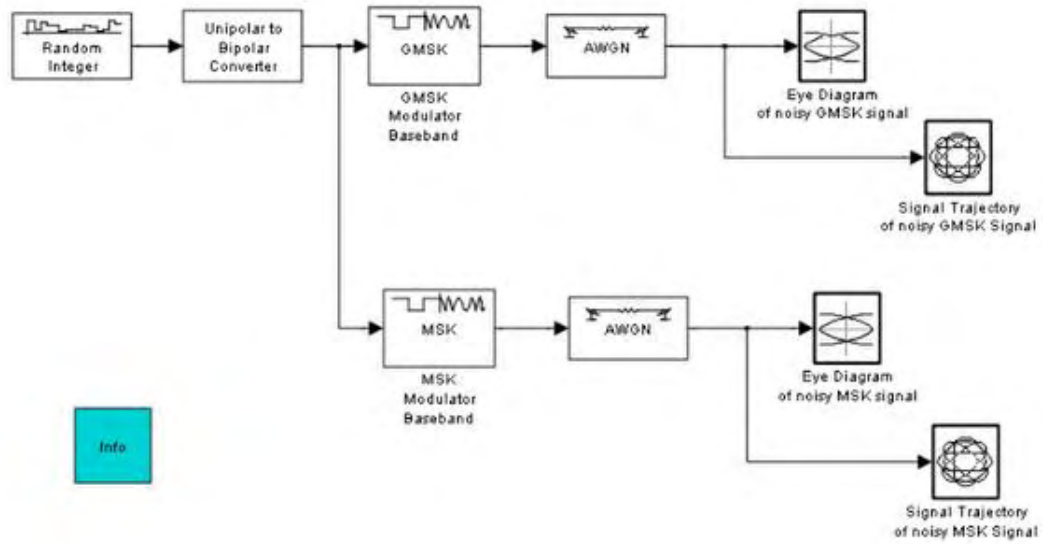 Random
Integer
Unipolar to
Bipolar
Converter
GMSK
GMSK
Modulator
Baseband
AWGN
Eye Diagram
of noisy GMSK signal
Signal Trajectory
of noisy GMSK Signal
MSK
MSK
Modulator
Baseband
AWGN
Eye Diagram
of noisy MSK signal
Signal Trajectory
of noisy MSK Signal
Info